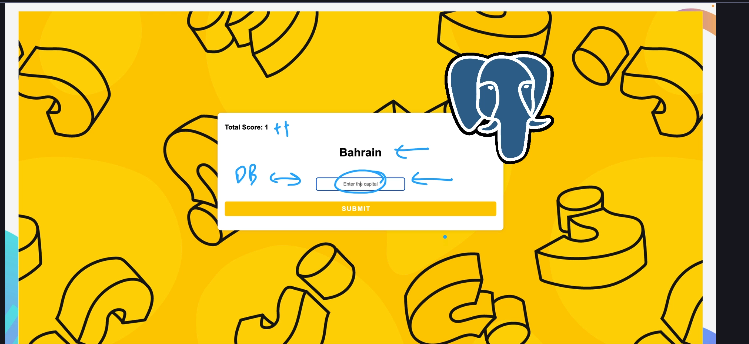 Total Score: 1 ++
Bahrain
DB
Enter the capital
SUBMIT